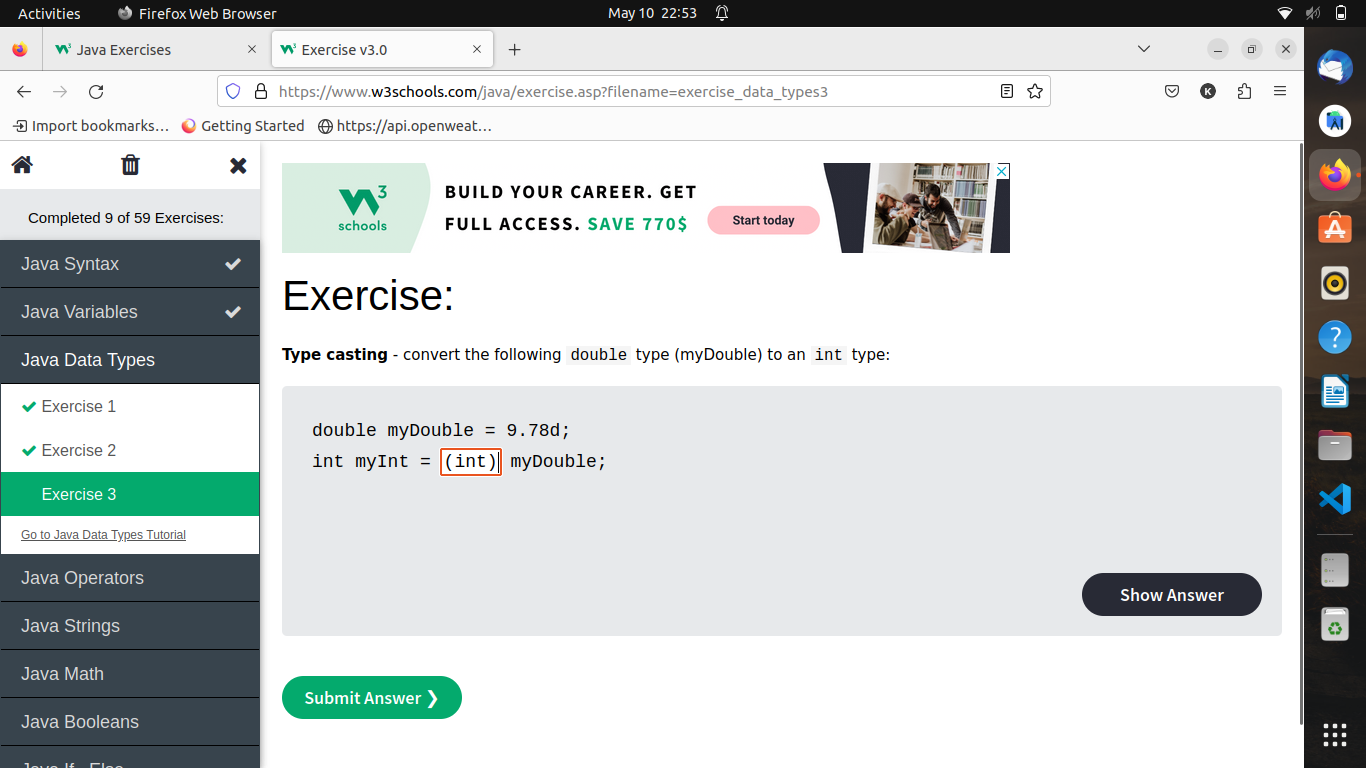 Activities Firefox Web Browser May 10 22:53
Java Exercises Exercise v3.0
https://www.w3schools.com/java/exercise.asp?filename=exercise_data_types3 K
Import bookmarks… Getting Started https://api.openweat…
Completed 9 of 59 Exercises:
Java Syntax
Java Variables
Java Data Types
Exercise 1
Exercise 2
Exercise 3
Go to Java Data Types Tutorial
Java Operators
Java Strings
Java Math
Java Booleans
Java If...Else
W3
schools
BUILD YOUR CAREER. GET
FULL ACCESS. SAVE 770$
Start today
Exercise:
Type casting - convert the following double type (myDouble) to an int type:
double myDouble = 9.78d;
int myInt = (int) myDouble;
Show Answer
Submit Answer ❯